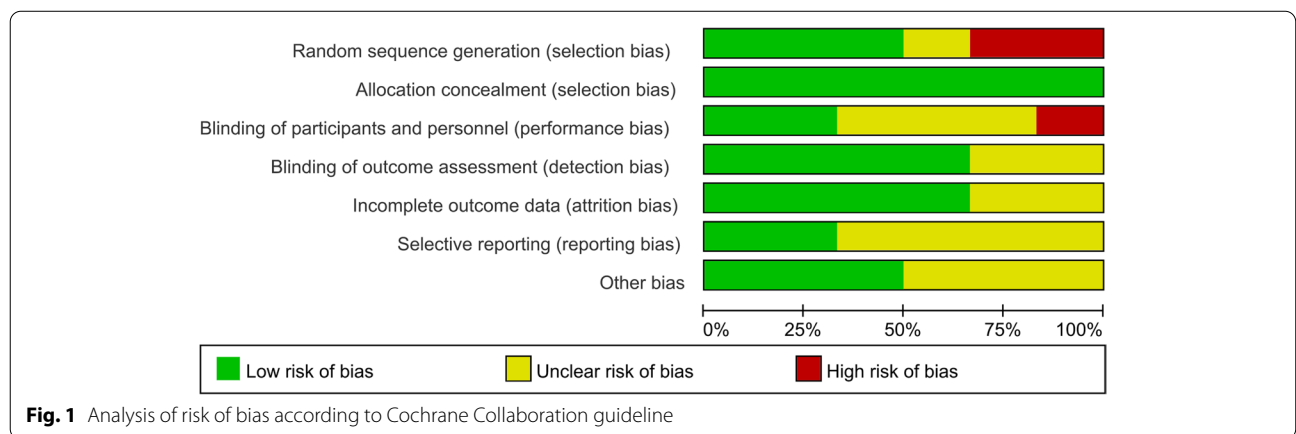 Random sequence generation (selection bias)
Allocation concealment (selection bias)
Blinding of participants and personnel (performance bias)
Blinding of outcome assessment (detection bias)
Incomplete outcome data (attrition bias)
Selective reporting (reporting bias)
Other bias
0% 25% 50% 75% 100%
Low risk of bias Unclear risk of bias High risk of bias
Fig. 1 Analysis of risk of bias according to Cochrane Collaboration guideline